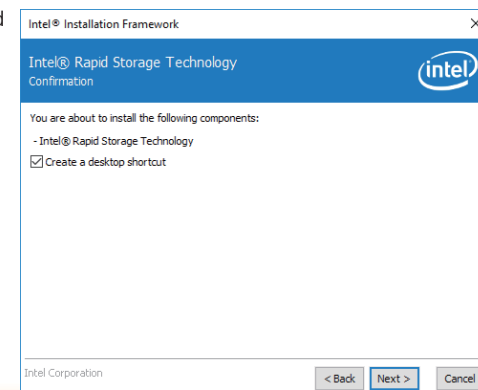 Intel® Installation Framework
Intel® Rapid Storage Technology
Confirmation
intel
You are about to install the following components:
- Intel® Rapid Storage Technology
Create a desktop shortcut
Intel Corporation
< Back Next > Cancel